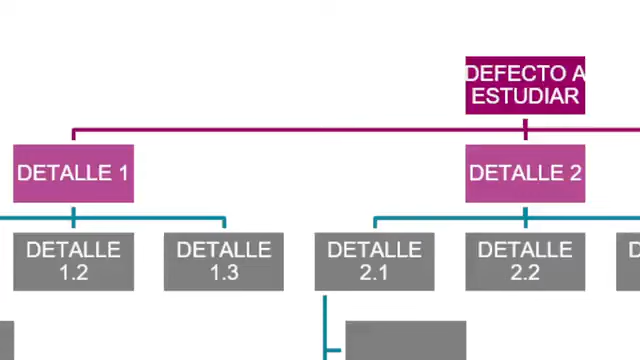 DEFECTO A
ESTUDIAR
DETALLE 1
DETALLE 2
DETALLE
1.2
DETALLE
1.3
DETALLE
2.1
DETALLE
2.2